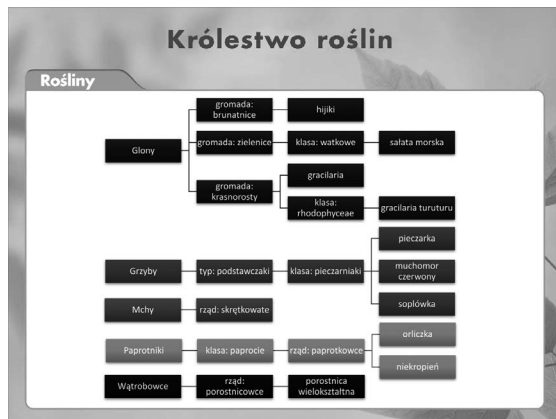 Królestwo roślin
Rośliny
gromada:
brunatnice
hijiki
Glony
gromada: zielenice
klasa: watkowe
sałata morska
gromada:
krasnorosty
gracilaria
klasa:
rhodophyceae
gracilaria turuturu
Grzyby
typ: podstawczaki
klasa: pieczarniaki
pieczarka
muchomor
czerwony
soplówka
Mchy
rząd: skrętkowate
Paprotniki
klasa: paprocie
rząd: paprotkowce
orliczka
niekropień
Wątrobowce
rząd:
porostnicowce
porostnica
wielokształtna